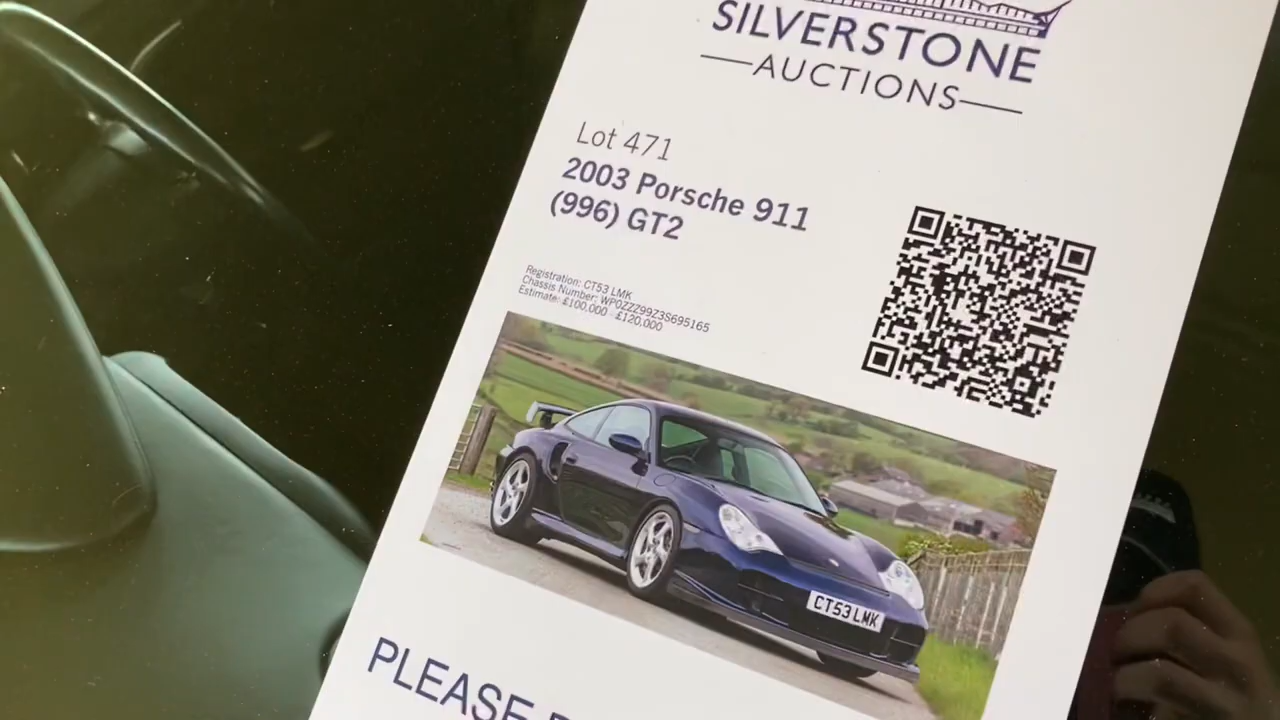 SILVERSTONE
AUCTIONS
Lot 471
2003 Porsche 911
(996) GT2
Registration: CT53 LMK
Chassis Number: WP0ZZZ99Z3S695165
Estimate: £100,000 - £120,000
CT53 LMK
PLEASE